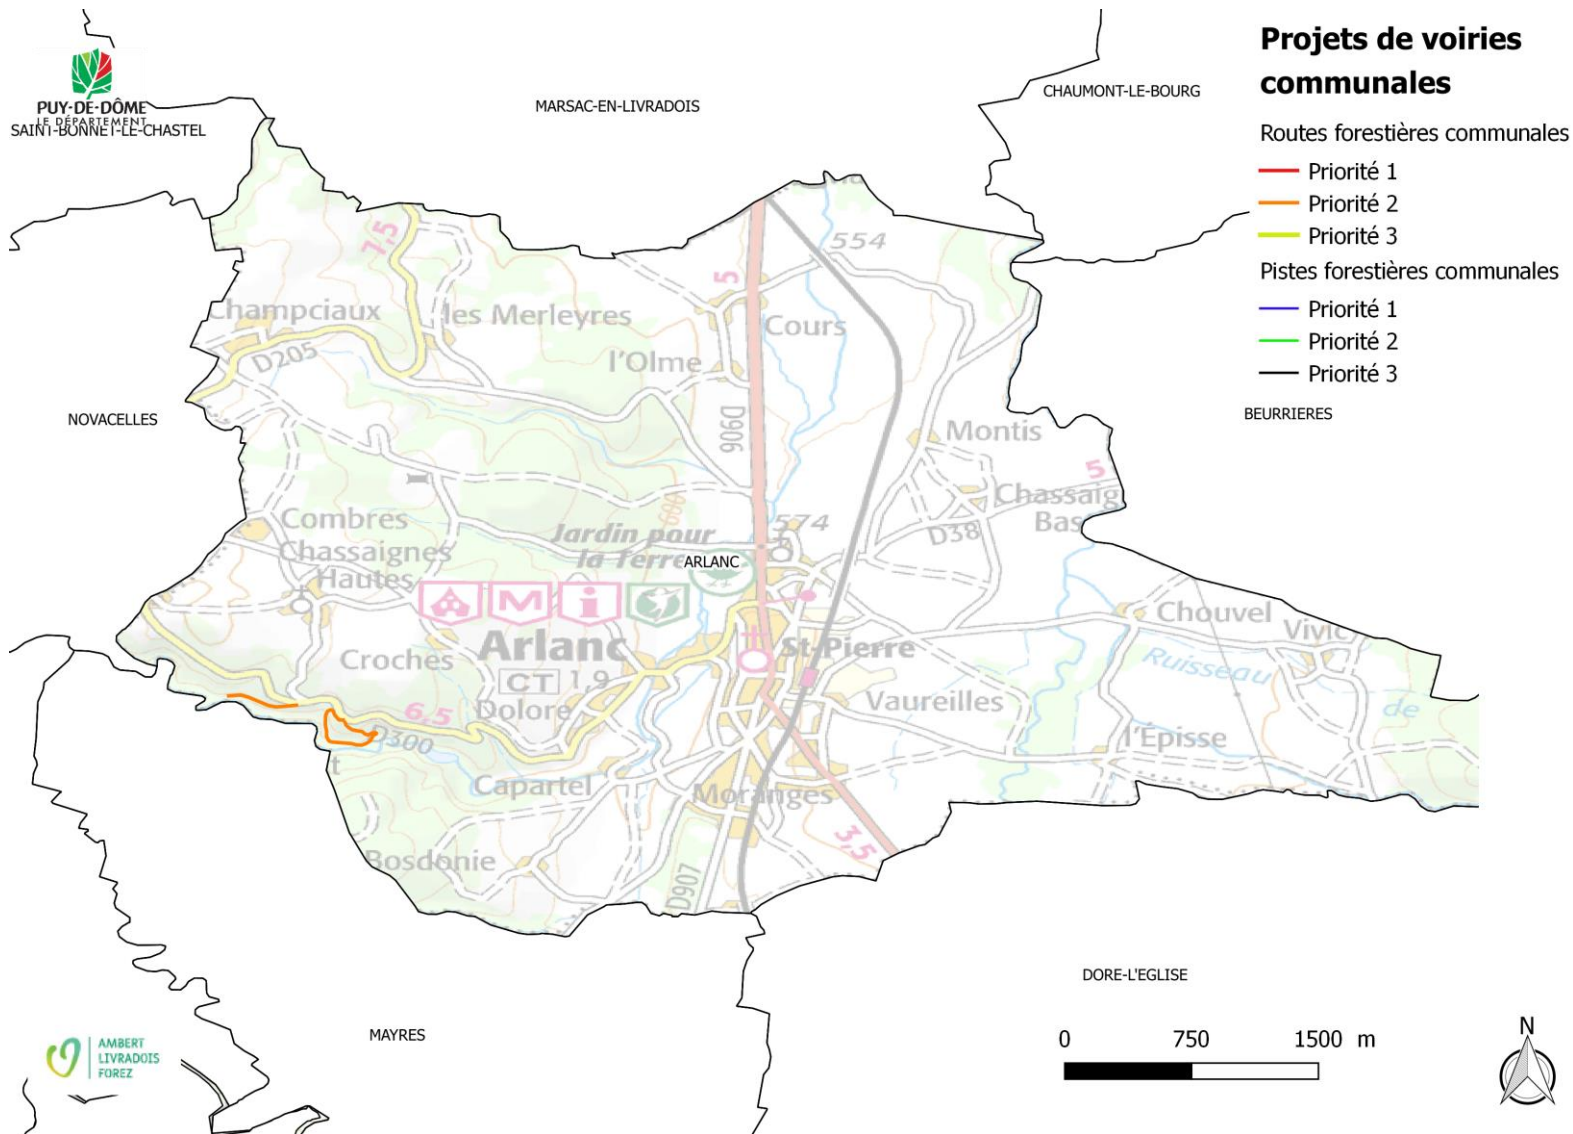 Projets de voiries
communales
Routes forestières communales
Priorité 1
Priorité 2
Priorité 3
Pistes forestières communales
Priorité 1
Priorité 2
Priorité 3
PUY-DE-DÔME
LE DÉPARTEMENT
SAINT-BONNET-LE-CHASTEL
MARSAC-EN-LIVRADOIS
CHAUMONT-LE-BOURG
7,5
554
5
Champciaux
les Merleyres
Cours
D205
l'Olme
NOVACELLES
BEURRIERES
D906
Montis
5
Chassaig
Bas
Combres
574
D38
Jardin pour
la Terre
ARLANC
600
Chassaignes
Hautes
M
i
Chouvel
Vivic
Arlanc
St-Pierre
Croches
CT
1,9
Ruisseau
de
Dolore
Vaureilles
6,5
D300
l'Épisse
t
Capartel
Moranges
3,5
Bosdonie
D907
DORE-L'EGLISE
MAYRES
AMBERT
LIVRADOIS
FOREZ
0 750 1500 m
N